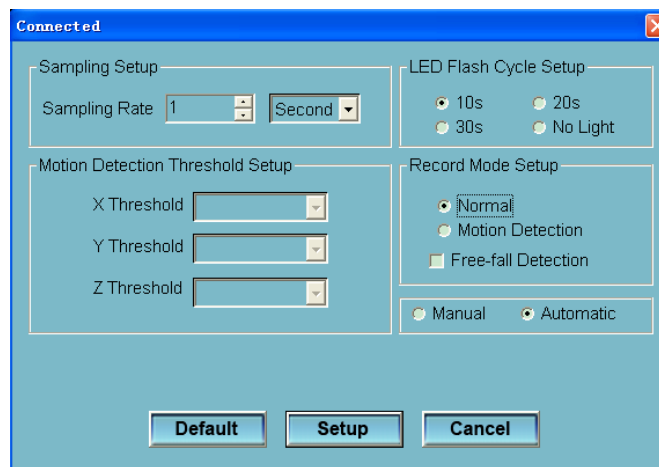 Connected
Sampling Setup
Sampling Rate 1 Second
LED Flash Cycle Setup
10s 20s
30s No Light
Motion Detection Threshold Setup
X Threshold
Y Threshold
Z Threshold
Record Mode Setup
Normal
Motion Detection
Free-fall Detection
Manual Automatic
Default Setup Cancel